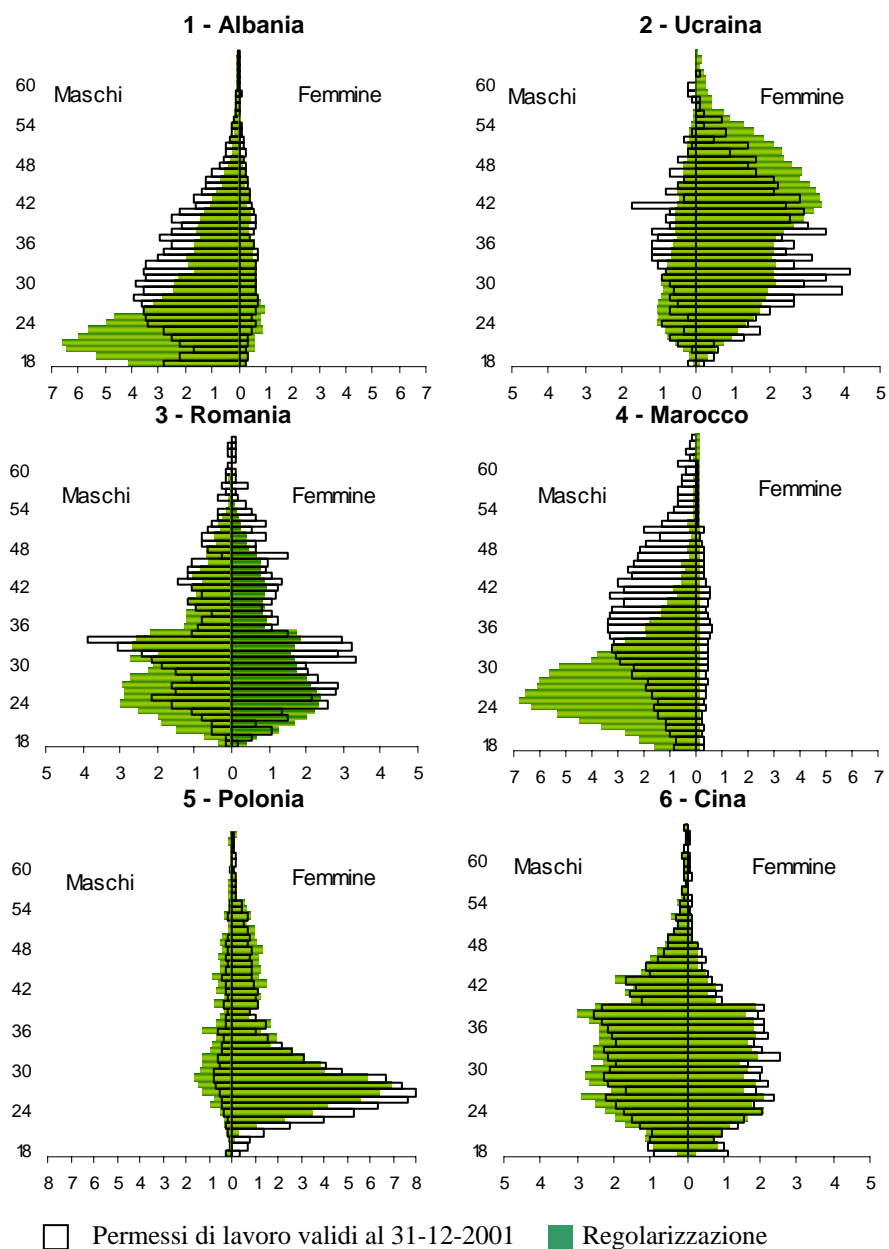 1 - Albania
Maschi
Femmine
60
54
48
42
36
30
24
18
7 6 5 4 3 2 1 0 1 2 3 4 5 6 7
2 - Ucraina
Maschi
Femmine
60
54
48
42
36
30
24
18
5 4 3 2 1 0 1 2 3 4 5
3 - Romania
Maschi
Femmine
60
54
48
42
36
30
24
18
5 4 3 2 1 0 1 2 3 4 5
4 - Marocco
Maschi
Femmine
60
54
48
42
36
30
24
18
7 6 5 4 3 2 1 0 1 2 3 4 5 6 7
5 - Polonia
Maschi
Femmine
60
54
48
42
36
30
24
18
8 7 6 5 4 3 2 1 0 1 2 3 4 5 6 7 8
6 - Cina
Maschi
Femmine
60
54
48
42
36
30
24
18
5 4 3 2 1 0 1 2 3 4 5
Permessi di lavoro validi al 31-12-2001
Regolarizzazione